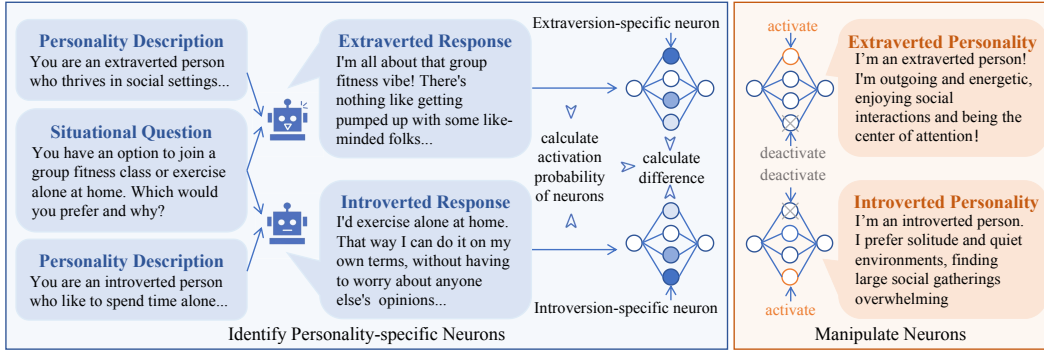 Personality Description
You are an extraverted person
who thrives in social settings...
Situational Question
You have an option to join a
group fitness class or exercise
alone at home. Which would
you prefer and why?
Personality Description
You are an introverted person
who like to spend time alone...
Extraverted Response
I'm all about that group
fitness vibe! There's
nothing like getting
pumped up with some like-
minded folks...
Introverted Response
I'd exercise alone at home.
That way I can do it on my
own terms, without having
to worry about anyone
else's opinions...
Extraversion-specific neuron
calculate
activation
probability
of neurons
calculate
difference
Introversion-specific neuron
Identify Personality-specific Neurons
activate
deactivate
deactivate
activate
Extraverted Personality
I'm an extraverted person!
I'm outgoing and energetic,
enjoying social
interactions and being the
center of attention!
Introverted Personality
I'm an introverted person.
I prefer solitude and quiet
environments, finding
large social gatherings
overwhelming
Manipulate Neurons